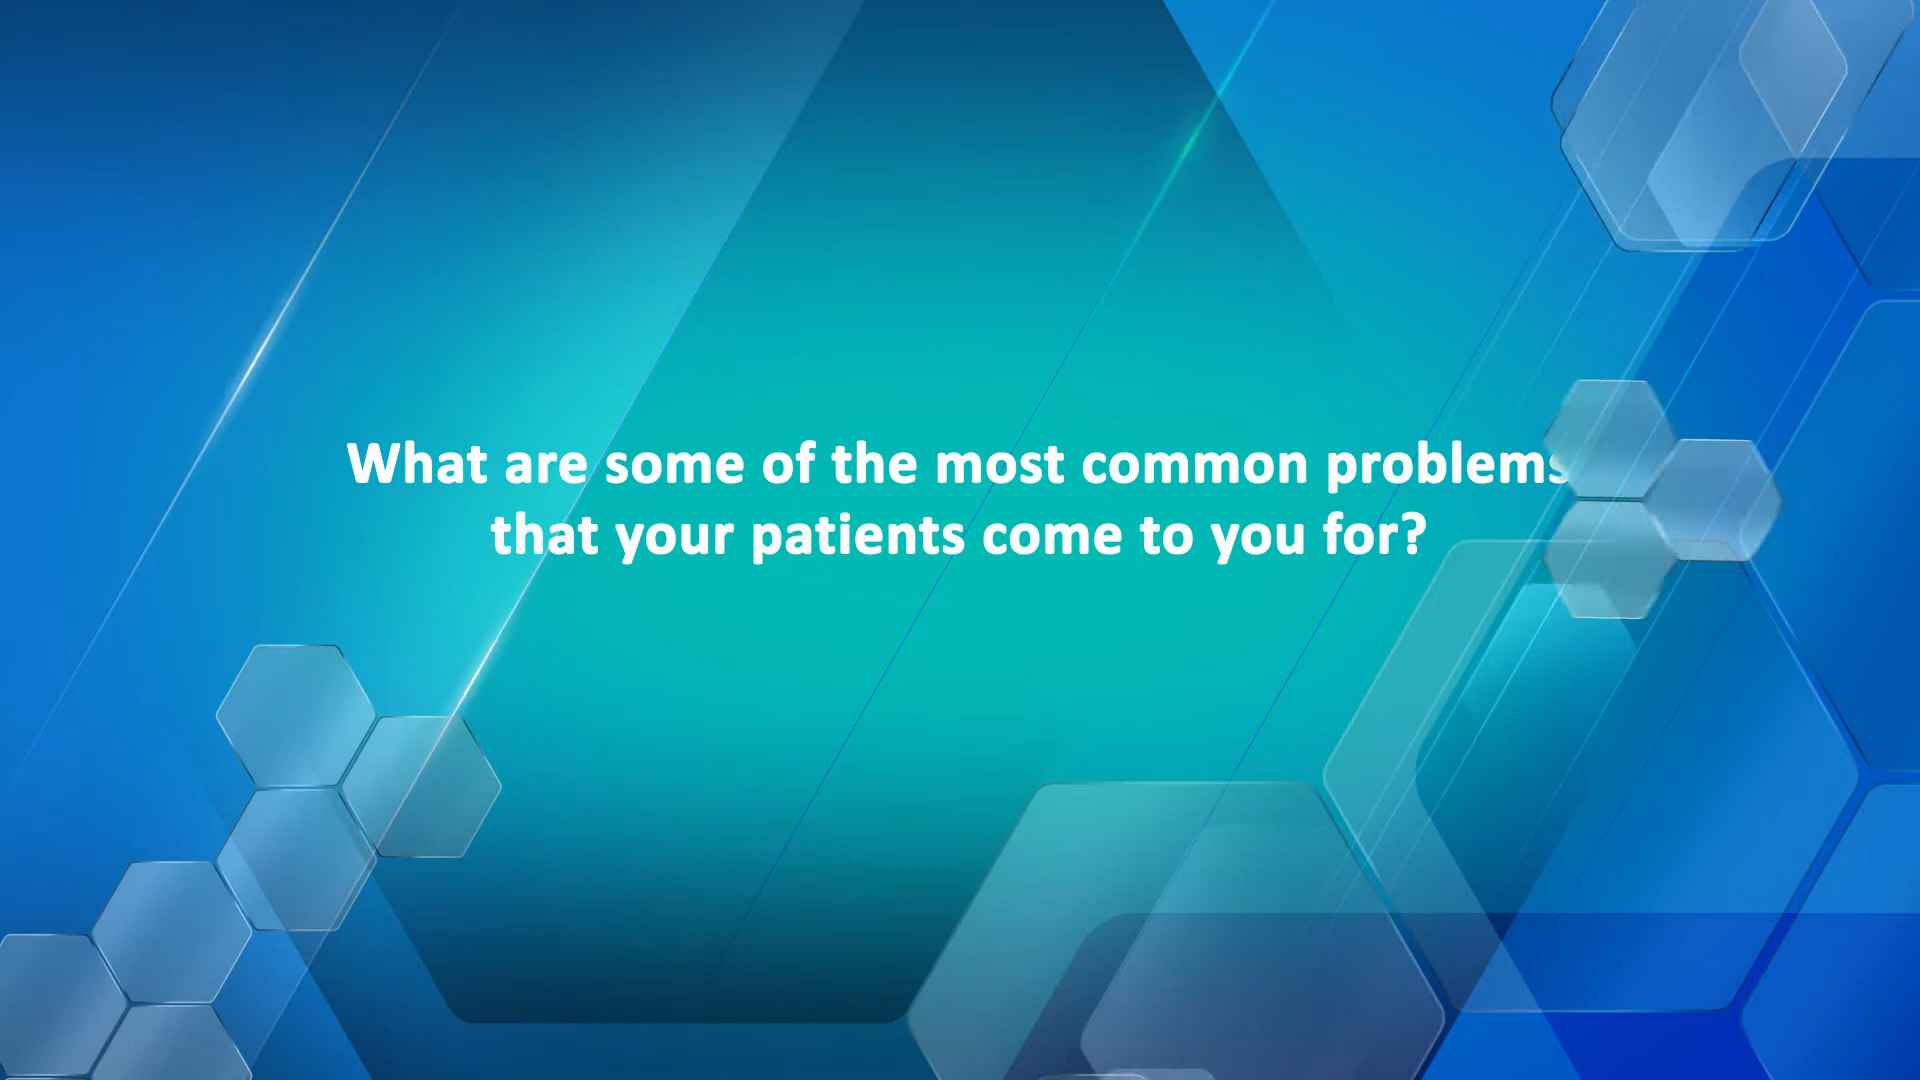 What are some of the most common problems
that your patients come to you for?